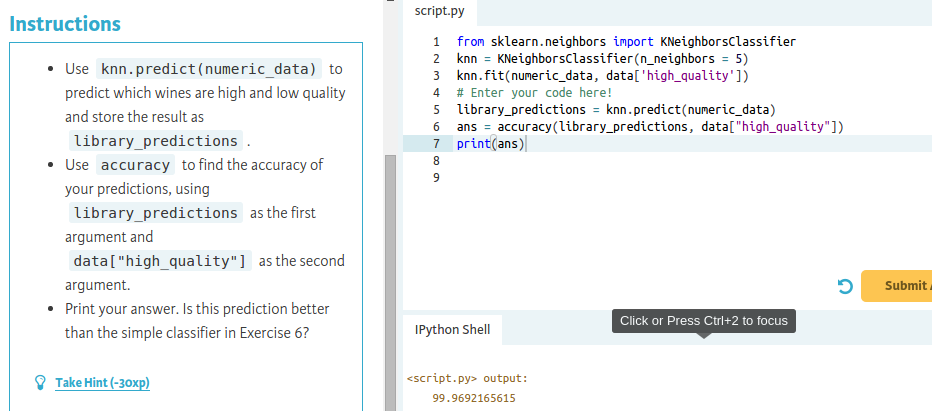 Instructions
• Use knn.predict(numeric_data) to
predict which wines are high and low quality
and store the result as
library_predictions .
• Use accuracy to find the accuracy of
your predictions, using
library_predictions as the first
argument and
data["high_quality"] as the second
argument.
• Print your answer. Is this prediction better
than the simple classifier in Exercise 6?
Take Hint (-30xp)
script.py
1 from sklearn.neighbors import KNeighborsClassifier
2 knn = KNeighborsClassifier(n_neighbors = 5)
3 knn.fit(numeric_data, data['high_quality'])
4 # Enter your code here!
5 library_predictions = knn.predict(numeric_data)
6 ans = accuracy(library_predictions, data["high_quality"])
7 print(ans)
8
9
Submit
Click or Press Ctrl+2 to focus
IPython Shell
<script.py> output:
99.9692165615